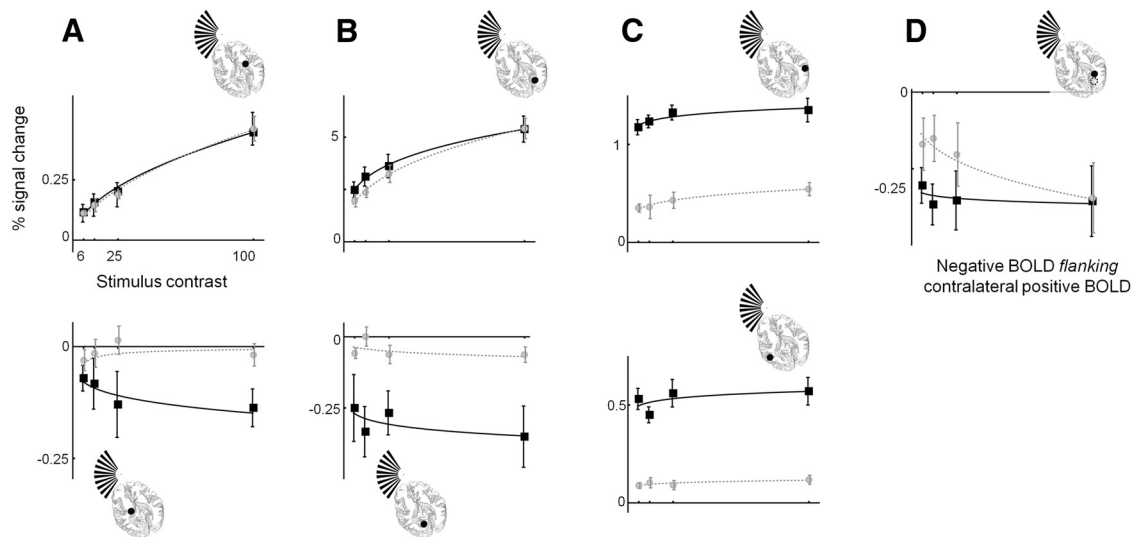 A
B
C
D
% signal change
0.25
0
6
25
100
Stimulus contrast
5
0
1
0
0
-0.25
Negative BOLD flanking
contralateral positive BOLD
0
-0.25
0
-0.25
0.5
0